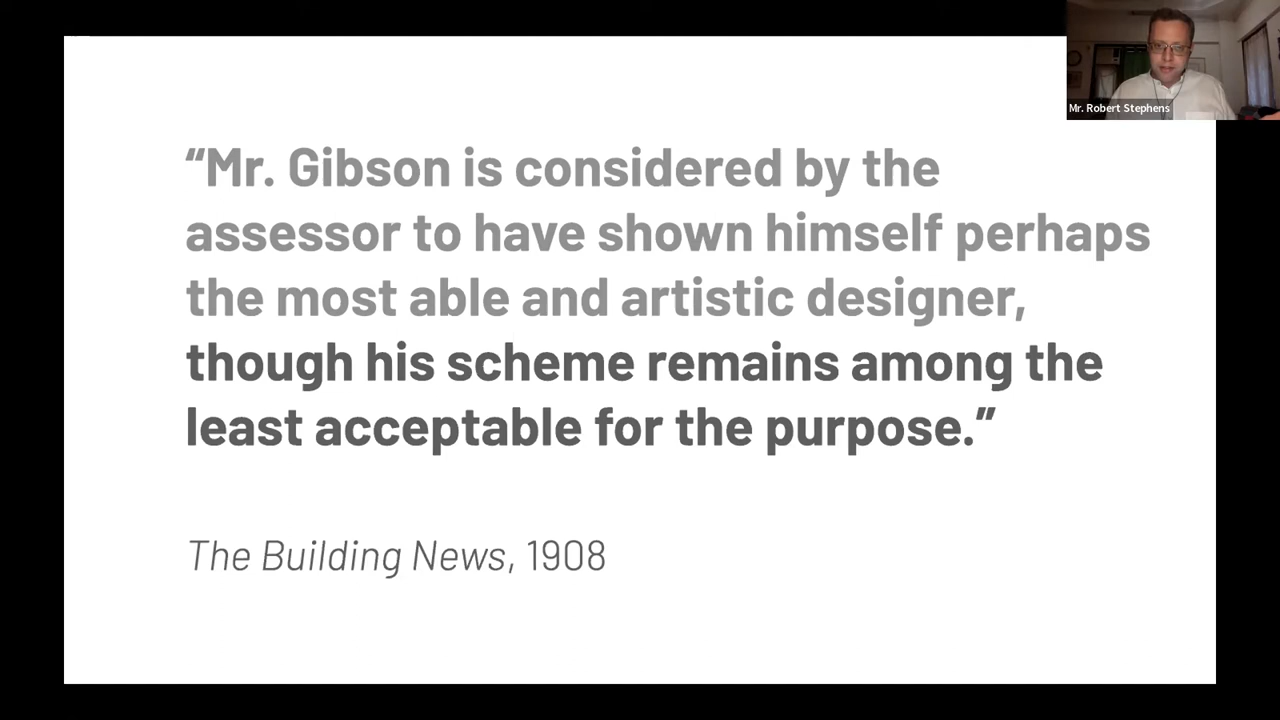 Mr. Robert Stephens
“Mr. Gibson is considered by the
assessor to have shown himself perhaps
the most able and artistic designer,
though his scheme remains among the
least acceptable for the purpose.”
The Building News, 1908